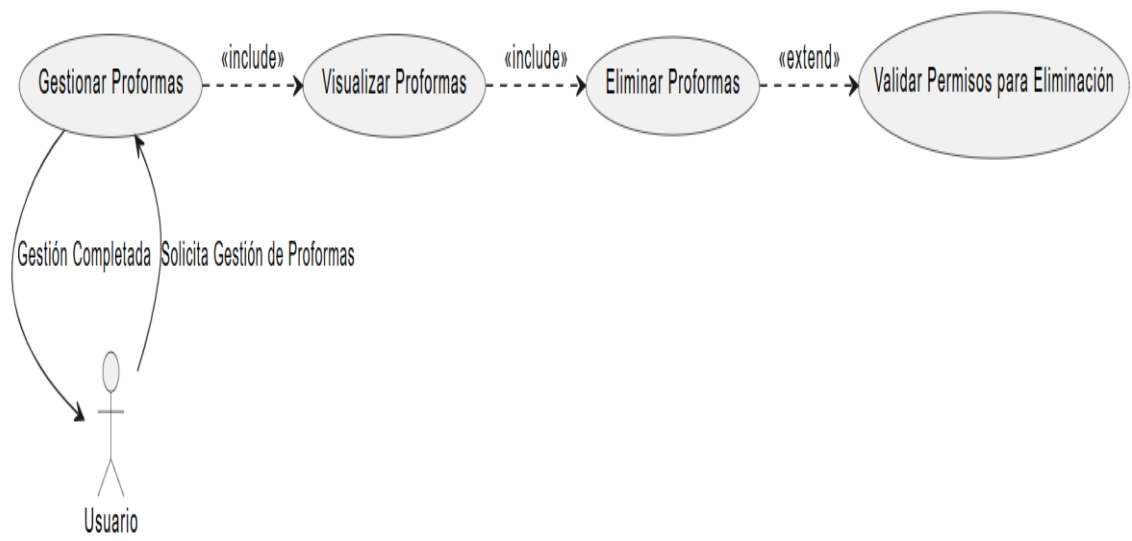 «include»
«include»
«extend»
Gestionar Proformas
Visualizar Proformas
Eliminar Proformas
Validar Permisos para Eliminación
Gestión Completada
Solicita Gestión de Proformas
Usuario